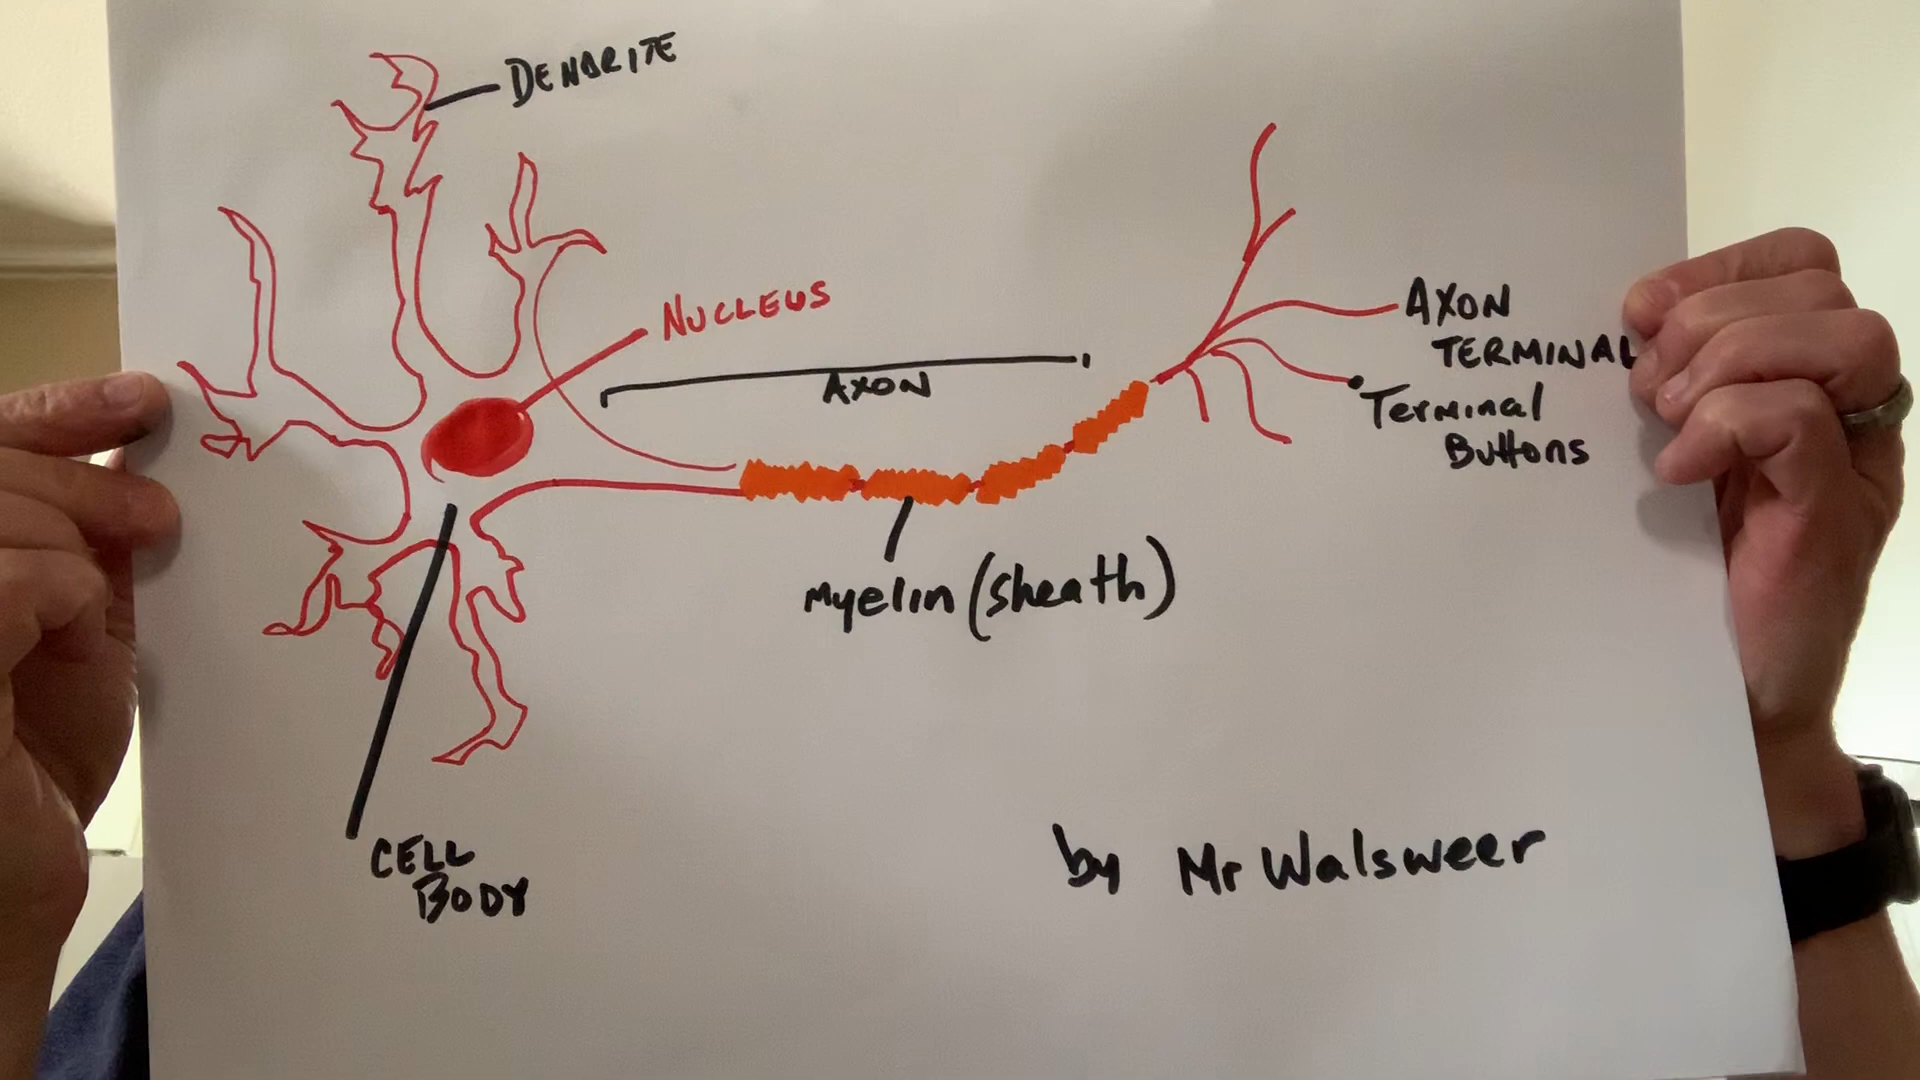 DENDRITE
NUCLEUS
AXON
AXON
TERMINAL
Terminal
Buttons
Myelin (sheath)
CELL
BODY
by Mr Walsweer